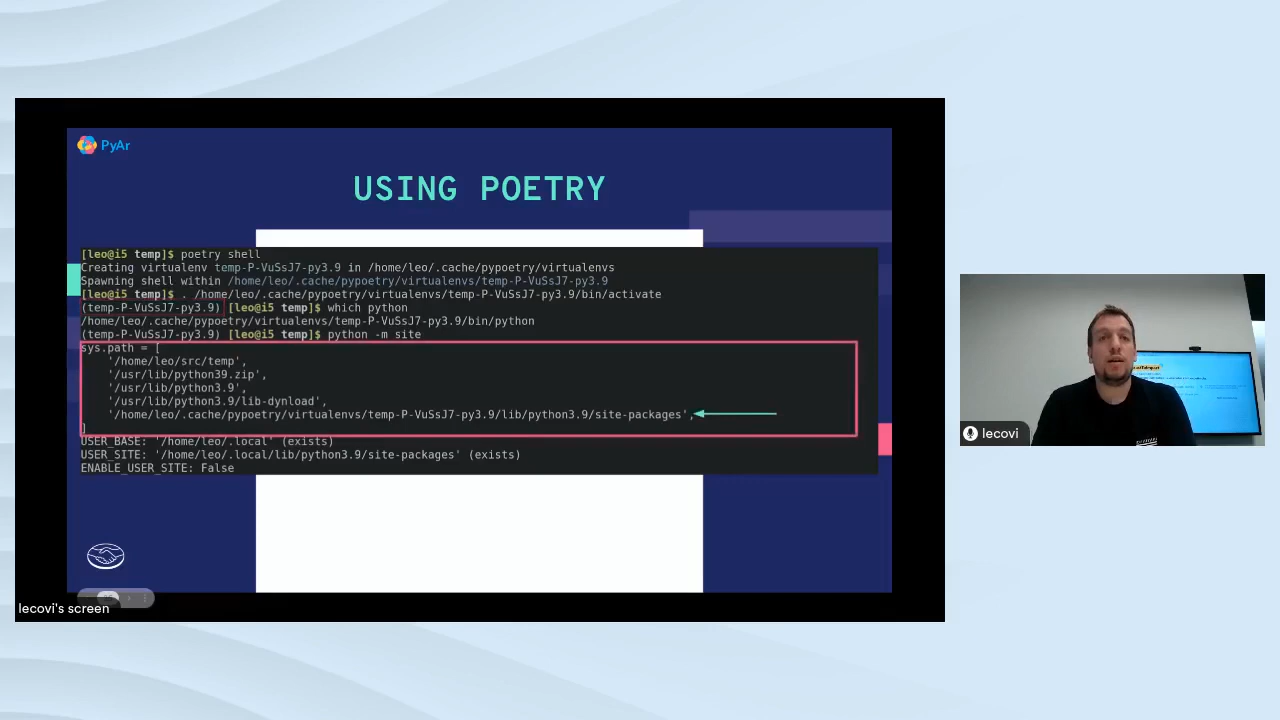 PyAr
USING POETRY
[leo@i5 temp]$ poetry shell
Creating virtualenv temp-P-VuSsJ7-py3.9 in /home/leo/.cache/pypoetry/virtualenvs
Spawning shell within /home/leo/.cache/pypoetry/virtualenvs/temp-P-VuSsJ7-py3.9
[leo@i5 temp]$ . /home/leo/.cache/pypoetry/virtualenvs/temp-P-VuSsJ7-py3.9/bin/activate
(temp-P-VuSsJ7-py3.9) [leo@i5 temp]$ which python
/home/leo/.cache/pypoetry/virtualenvs/temp-P-VuSsJ7-py3.9/bin/python
(temp-P-VuSsJ7-py3.9) [leo@i5 temp]$ python -m site
sys.path = [
'/home/leo/src/temp',
'/usr/lib/python39.zip',
'/usr/lib/python3.9',
'/usr/lib/python3.9/lib-dynload',
'/home/leo/.cache/pypoetry/virtualenvs/temp-P-VuSsJ7-py3.9/lib/python3.9/site-packages',
]
USER_BASE: '/home/leo/.local' (exists)
USER_SITE: '/home/leo/.local/lib/python3.9/site-packages' (exists)
ENABLE_USER_SITE: False
lecovi's screen
lecovi